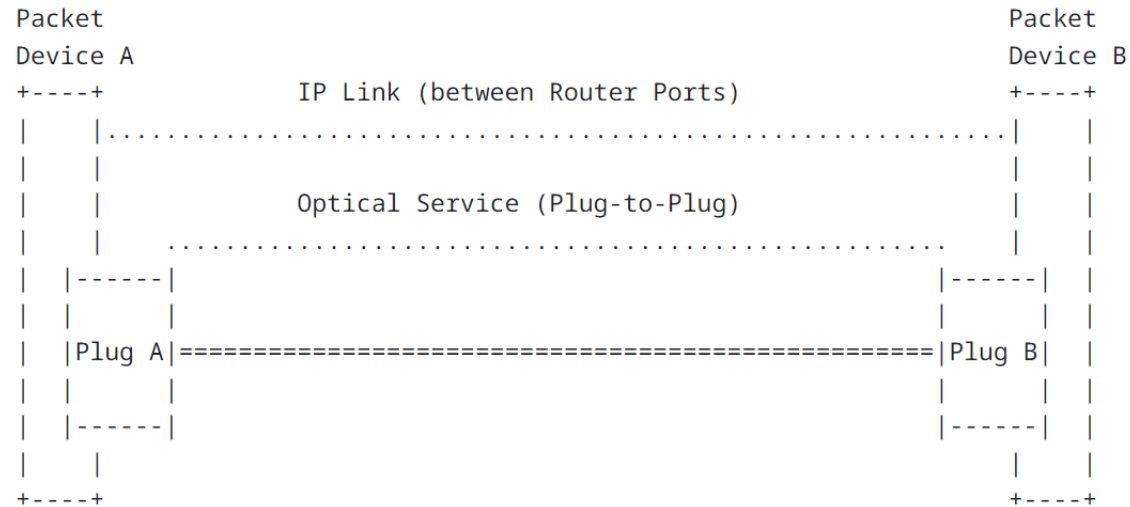 Packet Packet
Device A Device B
IP Link (between Router Ports)
Optical Service (Plug-to-Plug)
Plug A Plug B